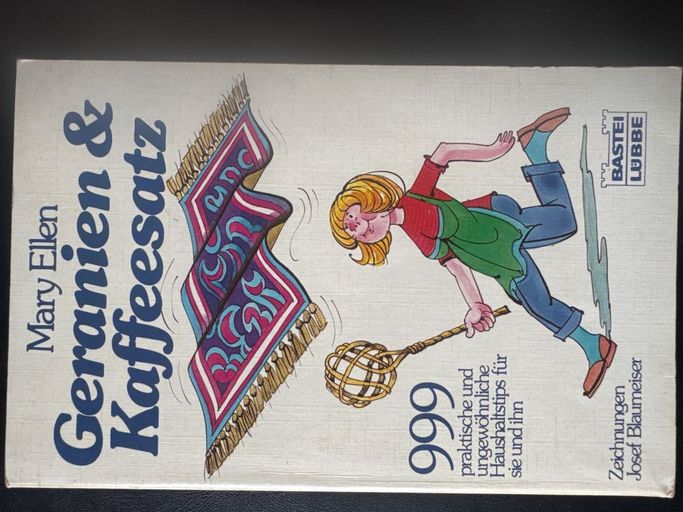 Mary Ellen
Geranien &
Kaffeesatz
999
praktische und
ungewöhnliche
Haushaltstips für
sie und ihn
Zeichnungen
Josef Blaumeiser
BASTEI
LÜBBE